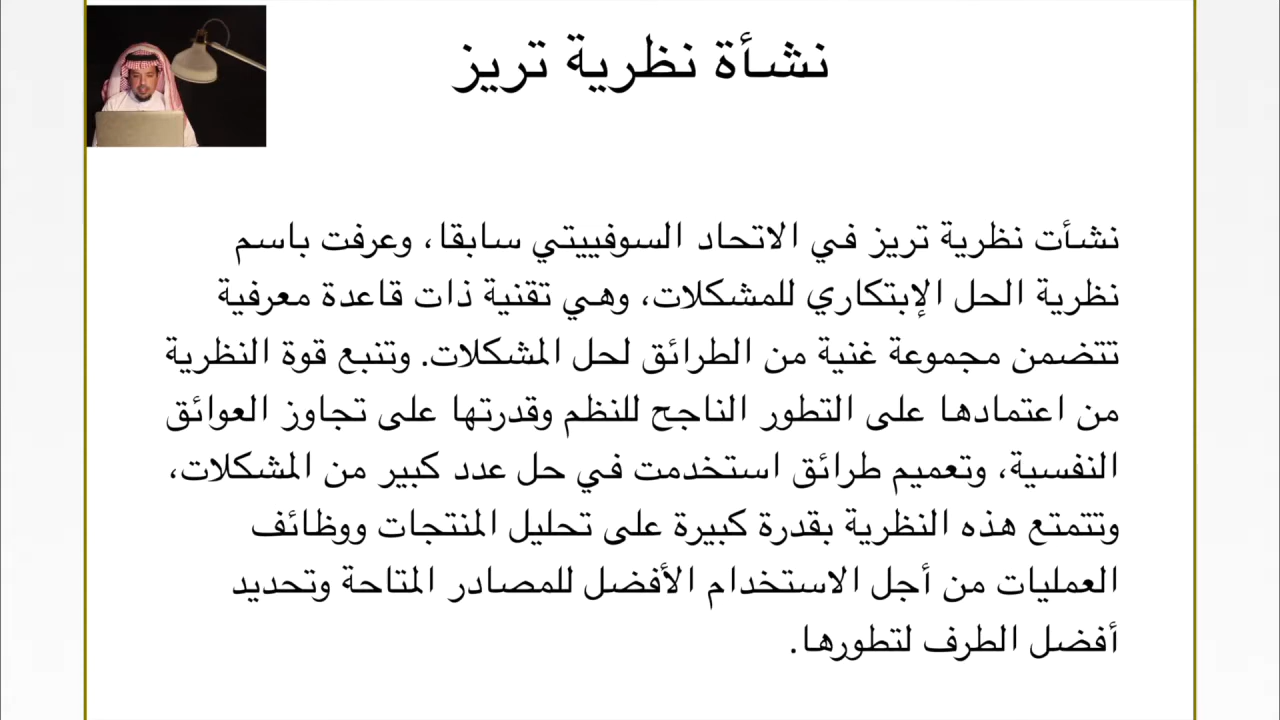 نشأة نظرية تريز
نشأت نظرية تريز في الاتحاد السوفييتي سابقا، وعرفت باسم
نظرية الحل الإبتكاري للمشكلات، وهي تقنية ذات قاعدة معرفية
تتضمن مجموعة غنية من الطرائق لحل المشكلات. وتنبع قوة النظرية
من اعتمادها على التطور الناجح للنظم وقدرتها على تجاوز العوائق
النفسية، وتعميم طرائق استخدمت في حل عدد كبير من المشكلات،
وتتمتع هذه النظرية بقدرة كبيرة على تحليل المنتجات ووظائف
العمليات من أجل الاستخدام الأفضل للمصادر المتاحة وتحديد
أفضل الطرف لتطورها.